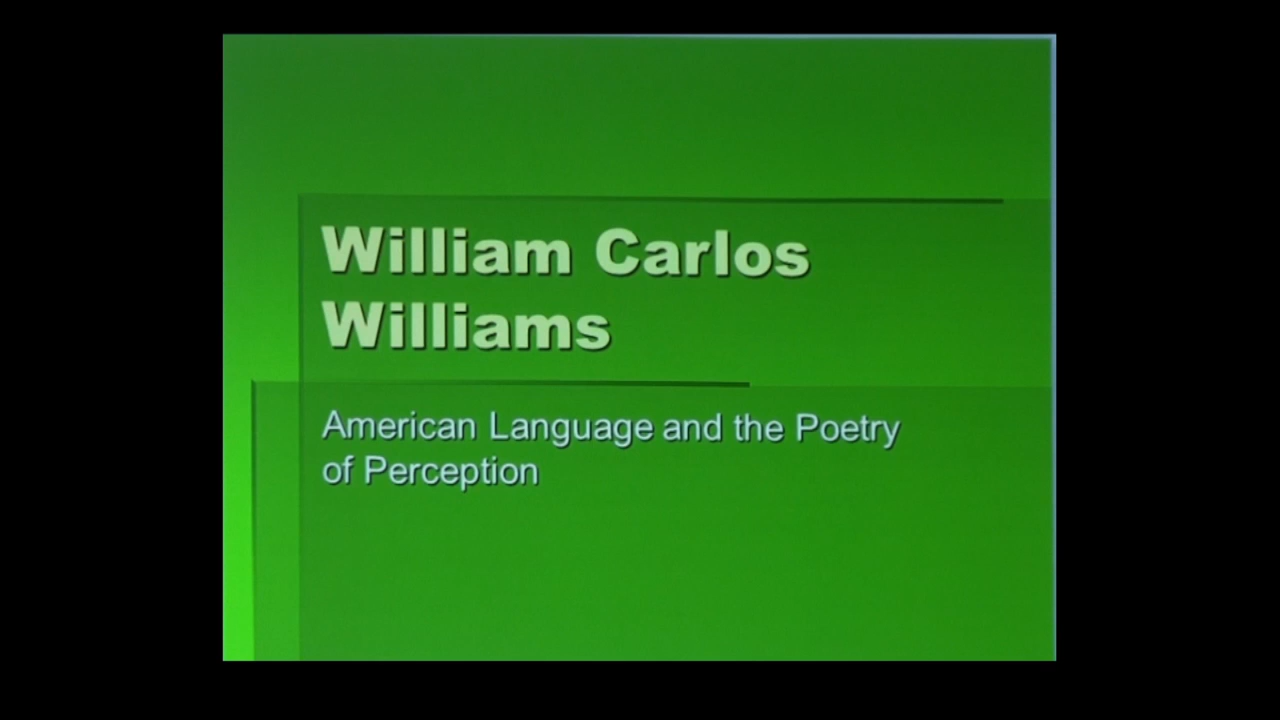 William Carlos
Williams
American Language and the Poetry
of Perception